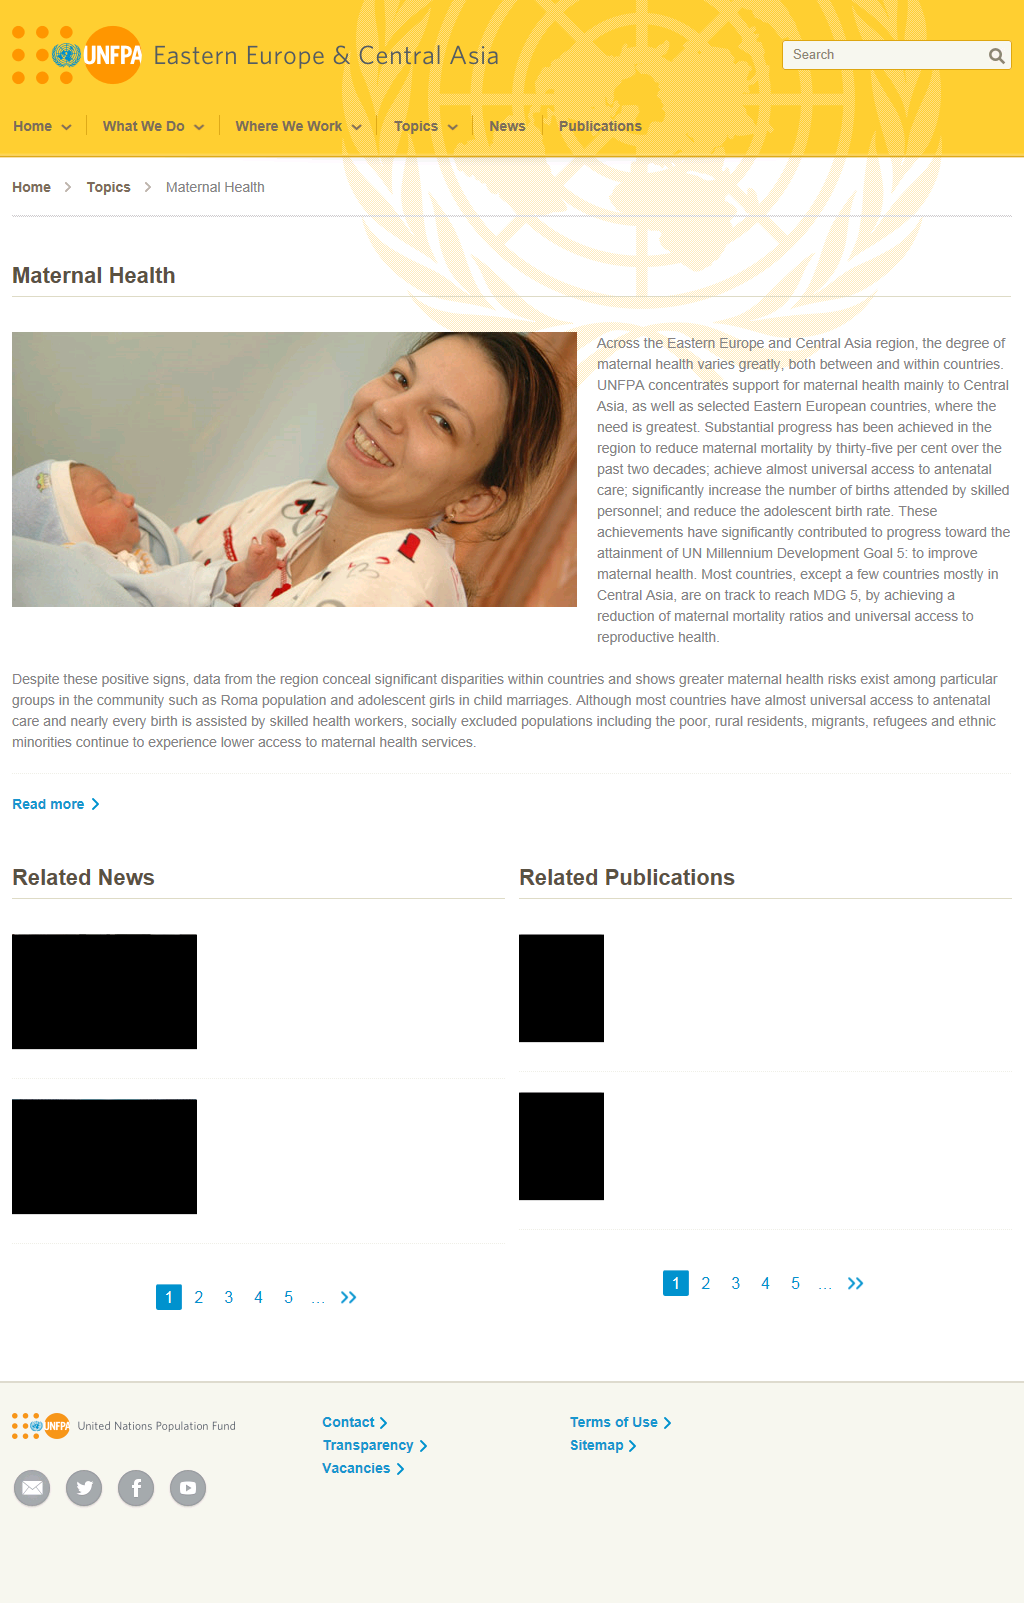 UNFPA Eastern Europe & Central Asia
Search
Home What We Do Where We Work Topics News Publications
Home Topics Maternal Health
Maternal Health
Across the Eastern Europe and Central Asia region, the degree of
maternal health varies greatly, both between and within countries.
UNFPA concentrates support for maternal health mainly to Central
Asia, as well as selected Eastern European countries, where the
need is greatest. Substantial progress has been achieved in the
region to reduce maternal mortality by thirty-five per cent over the
past two decades; achieve almost universal access to antenatal
care; significantly increase the number of births attended by skilled
personnel; and reduce the adolescent birth rate. These
achievements have significantly contributed to progress toward the
attainment of UN Millennium Development Goal 5: to improve
maternal health. Most countries, except a few countries mostly in
Central Asia, are on track to reach MDG 5, by achieving a
reduction of maternal mortality ratios and universal access to
reproductive health.
Despite these positive signs, data from the region conceal significant disparities within countries and shows greater maternal health risks exist among particular
groups in the community such as Roma population and adolescent girls in child marriages. Although most countries have almost universal access to antenatal
care and nearly every birth is assisted by skilled health workers, socially excluded populations including the poor, rural residents, migrants, refugees and ethnic
minorities continue to experience lower access to maternal health services.
Read more
Related News
1 2 3 4 5 ...
Related Publications
1 2 3 4 5 ...
UNFPA United Nations Population Fund
Contact
Transparency
Vacancies
Terms of Use
Sitemap